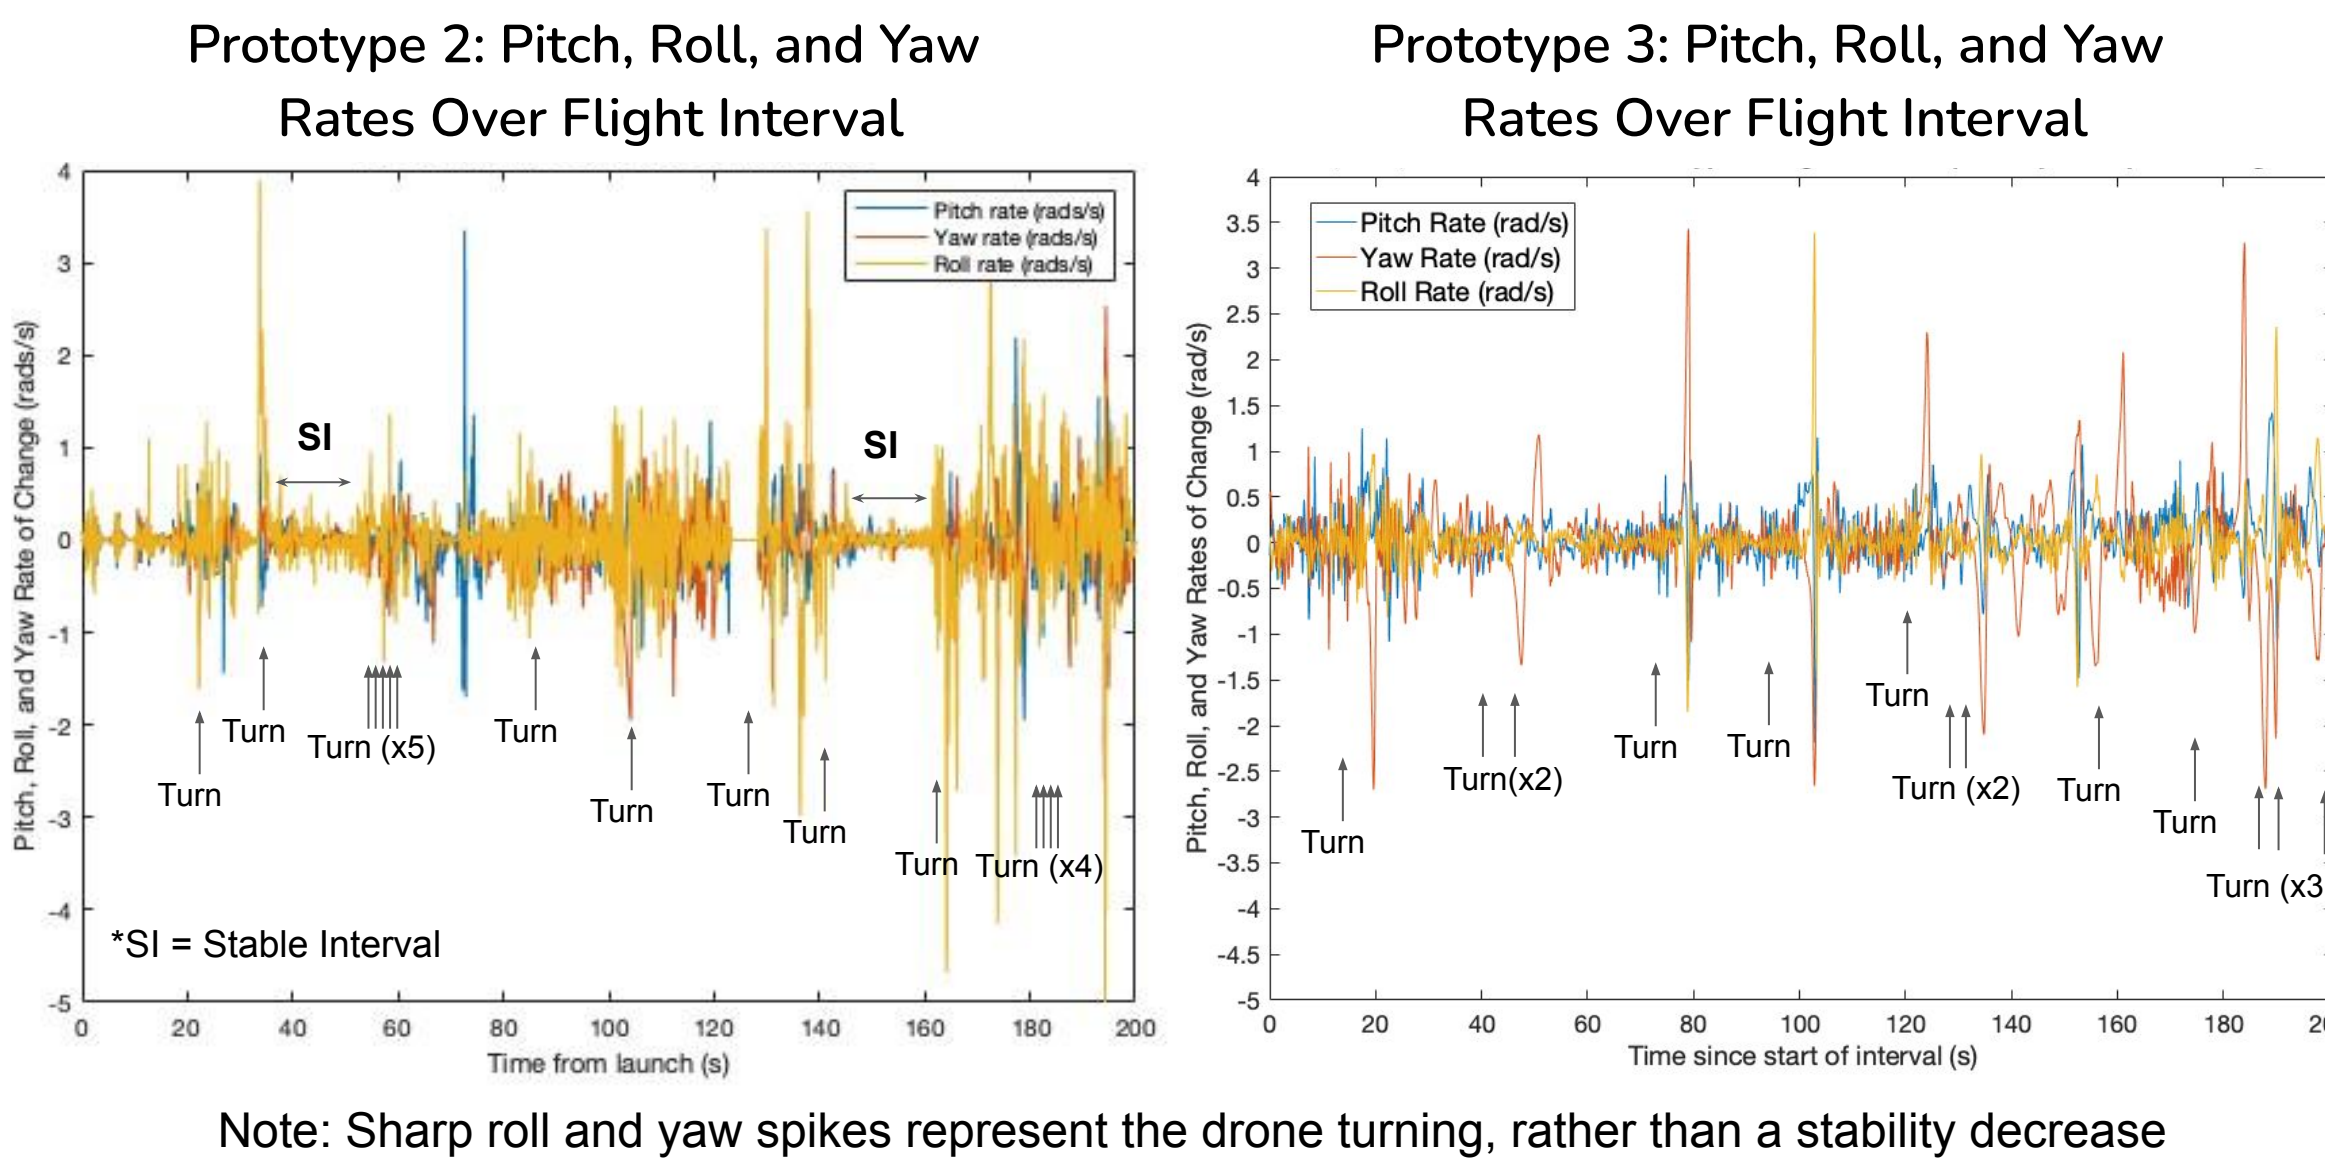 Prototype 2: Pitch, Roll, and Yaw
Rates Over Flight Interval
4
3
2
1
0
-1
-2
-3
-4
-5
Pitch, Roll, and Yaw Rate of Change (rads/s)
Pitch rate (rads/s)
Yaw rate (rads/s)
Roll rate (rads/s)
SI
SI
Turn
Turn
Turn (x5)
Turn
Turn
Turn
Turn
Turn
Turn (x4)
*SI = Stable Interval
0 20 40 60 80 100 120 140 160 180 200
Time from launch (s)
Prototype 3: Pitch, Roll, and Yaw
Rates Over Flight Interval
4
3.5
3
2.5
2
1.5
1
0.5
0
-0.5
-1
-1.5
-2
-2.5
-3
-3.5
-4
-4.5
-5
Pitch, Roll, and Yaw Rates of Change (rad/s)
Pitch Rate (rad/s)
Yaw Rate (rad/s)
Roll Rate (rad/s)
Turn
Turn(x2)
Turn
Turn
Turn
Turn (x2)
Turn
Turn
Turn (x3
0 20 40 60 80 100 120 140 160 180
Time since start of interval (s)
Note: Sharp roll and yaw spikes represent the drone turning, rather than a stability decrease